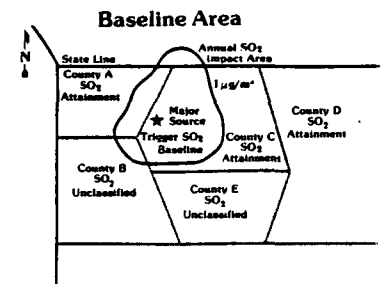 Baseline Area
N
State Line
Annual SO₂
Impact Area
1 µg/m³
County A
SO₂
Attainment
Major
Source
Trigger SO₂
Baseline
County C
SO₂
Attainment
County D
SO₂
Attainment
County B
SO₂
Unclassified
County E
SO₂
Unclassified